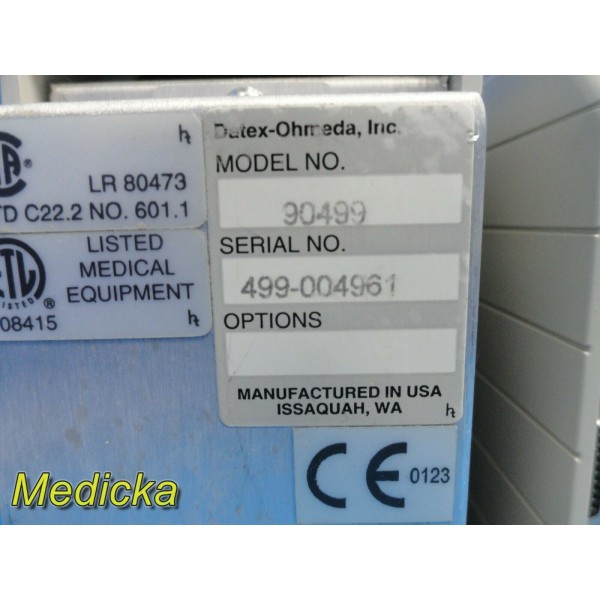 LR 80473
TD C22.2 NO. 601.1
LISTED
MEDICAL
EQUIPMENT
08415
Datex-Ohmeda, Inc.
MODEL NO.
90499
SERIAL NO.
499-004961
OPTIONS
MANUFACTURED IN USA
ISSAQUAH, WA
CE 0123
Medicka